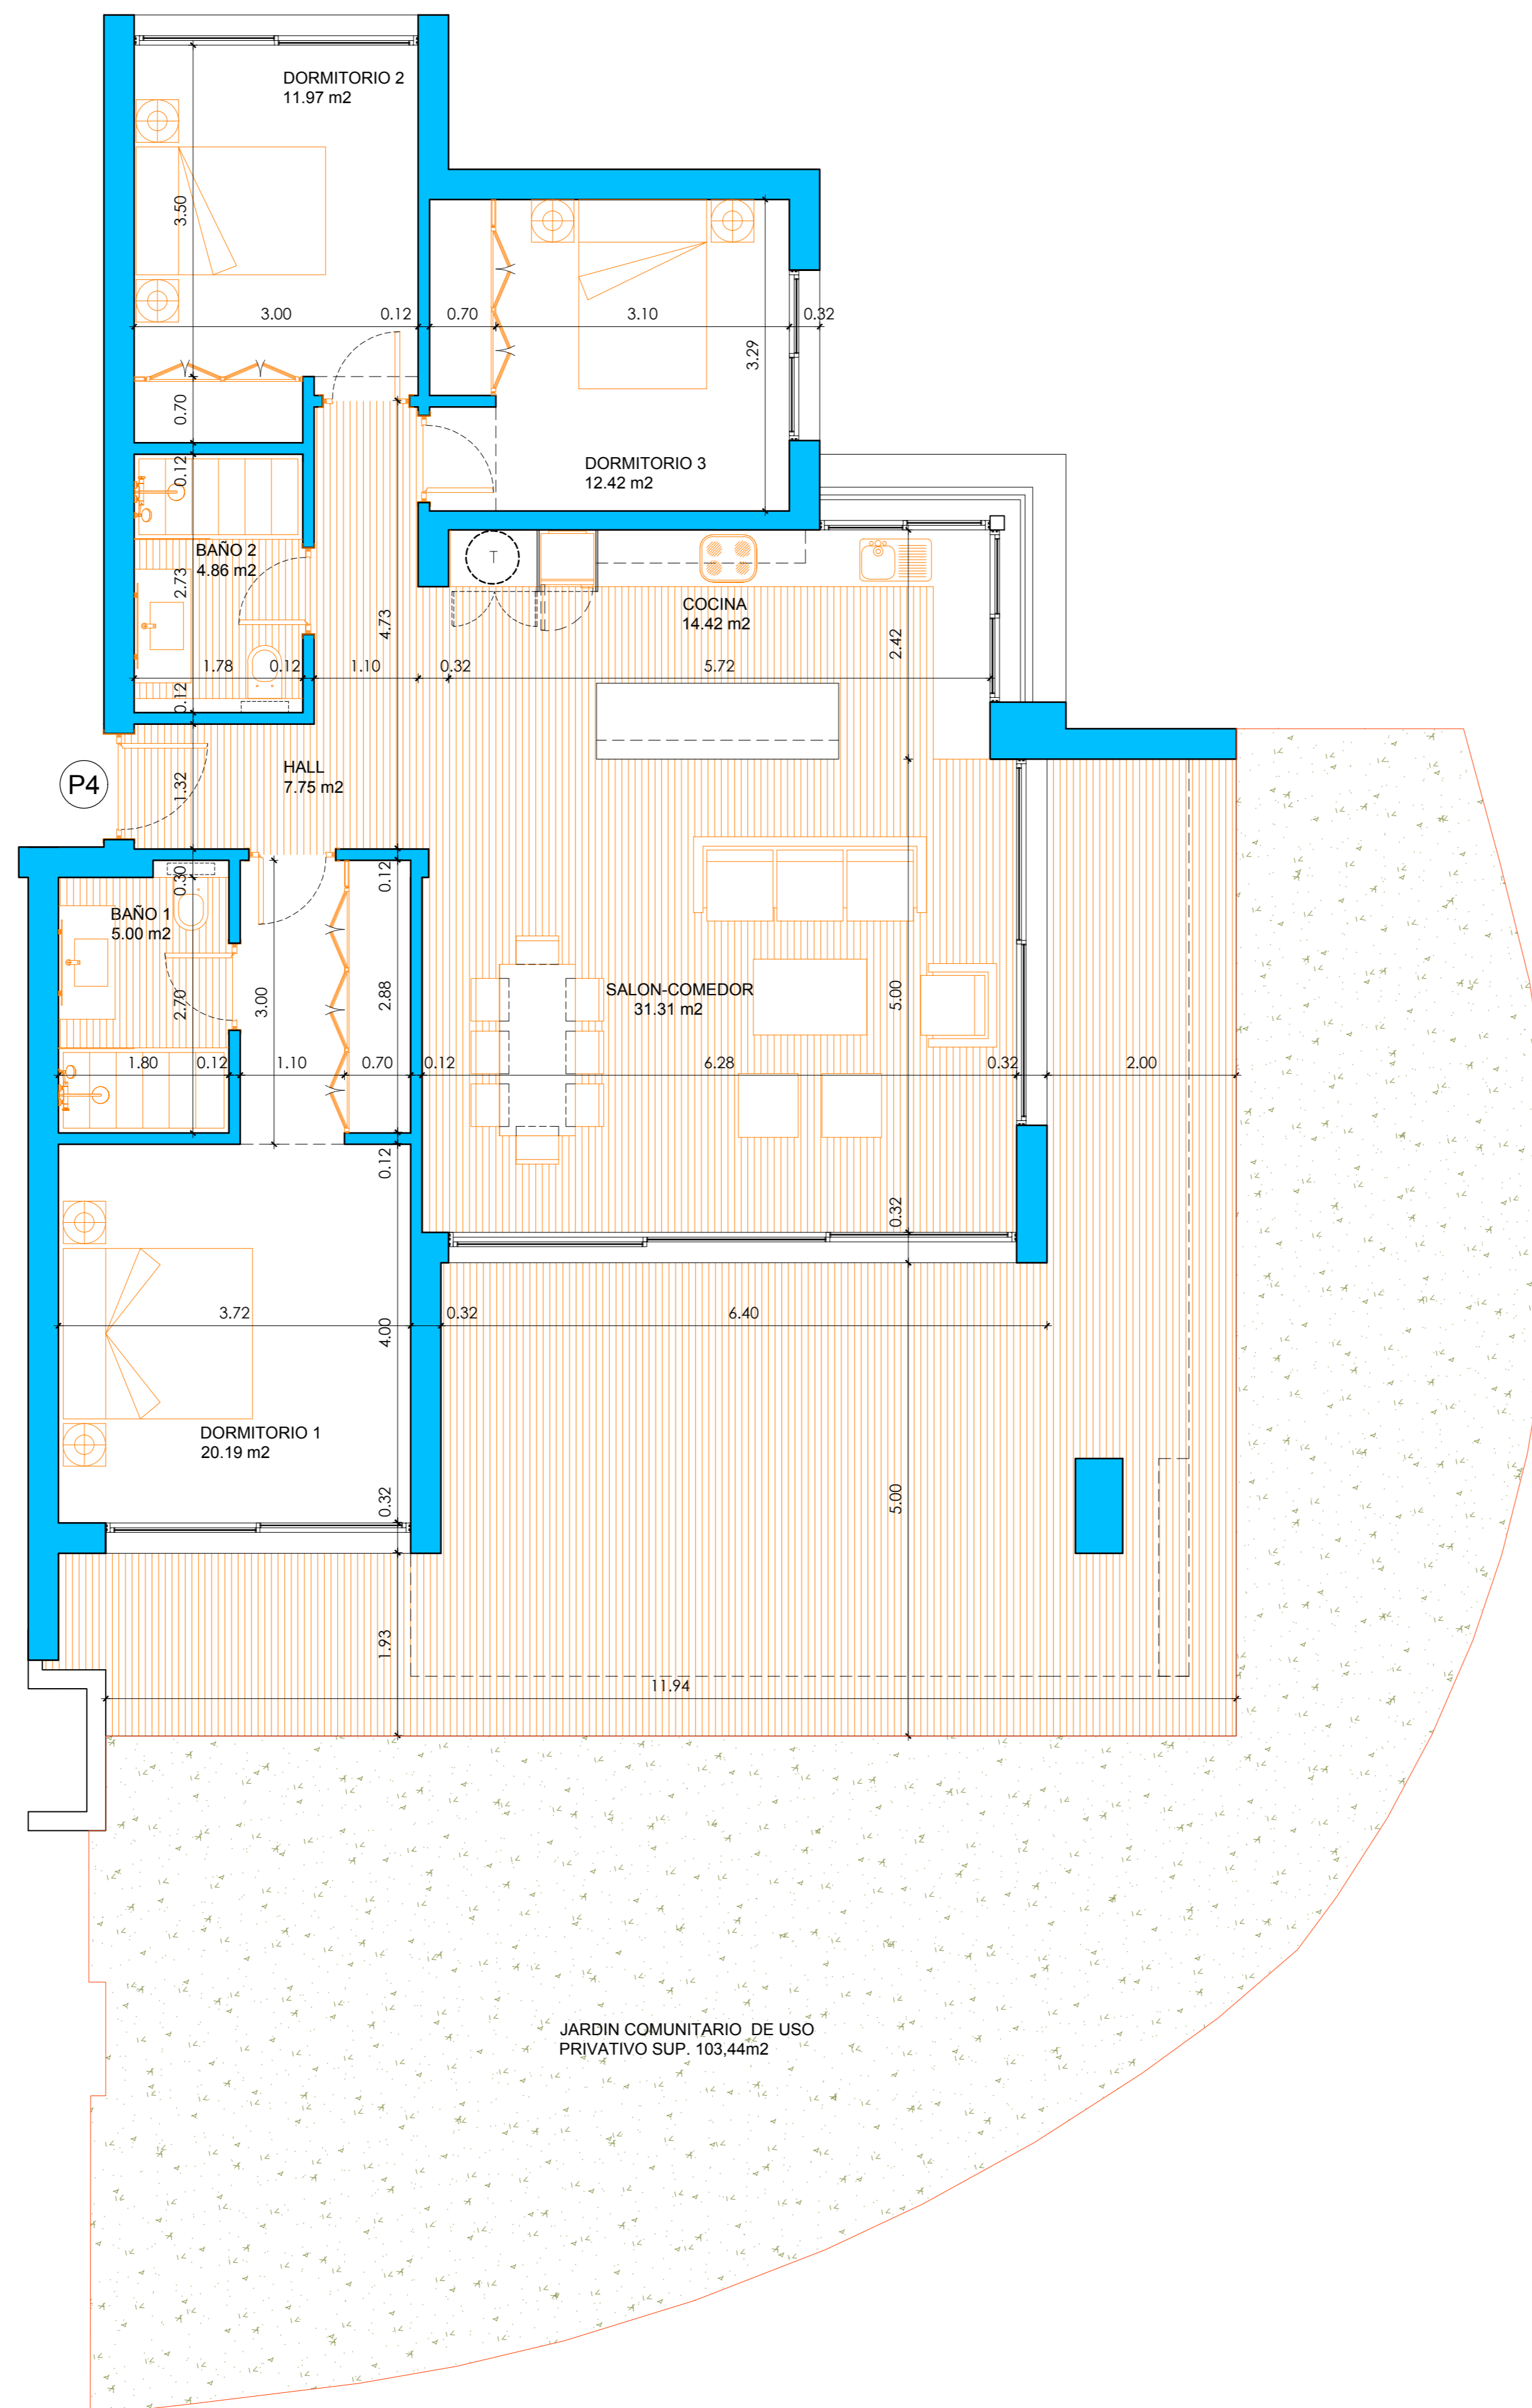 DORMITORIO 2
11.97 m2
3.50
3.00
0.12
0.70
3.10
0.32
3.29
0.70
DORMITORIO 3
12.42 m2
0.12
T
BAÑO 2
4.86 m2
2.73
4.73
COCINA
14.42 m2
2.42
1.78
0.12
1.10
0.32
5.72
0.12
P4
HALL
7.75 m2
1.32
0.30
0.12
BAÑO 1
5.00 m2
2.70
3.00
2.88
SALON-COMEDOR
31.31 m2
5.00
1.80
0.12
1.10
0.70
0.12
6.28
0.32
2.00
0.12
0.32
3.72
4.00
0.32
6.40
DORMITORIO 1
20.19 m2
0.32
5.00
1.93
11.94
JARDIN COMUNITARIO DE USO
PRIVATIVO SUP. 103,44m2